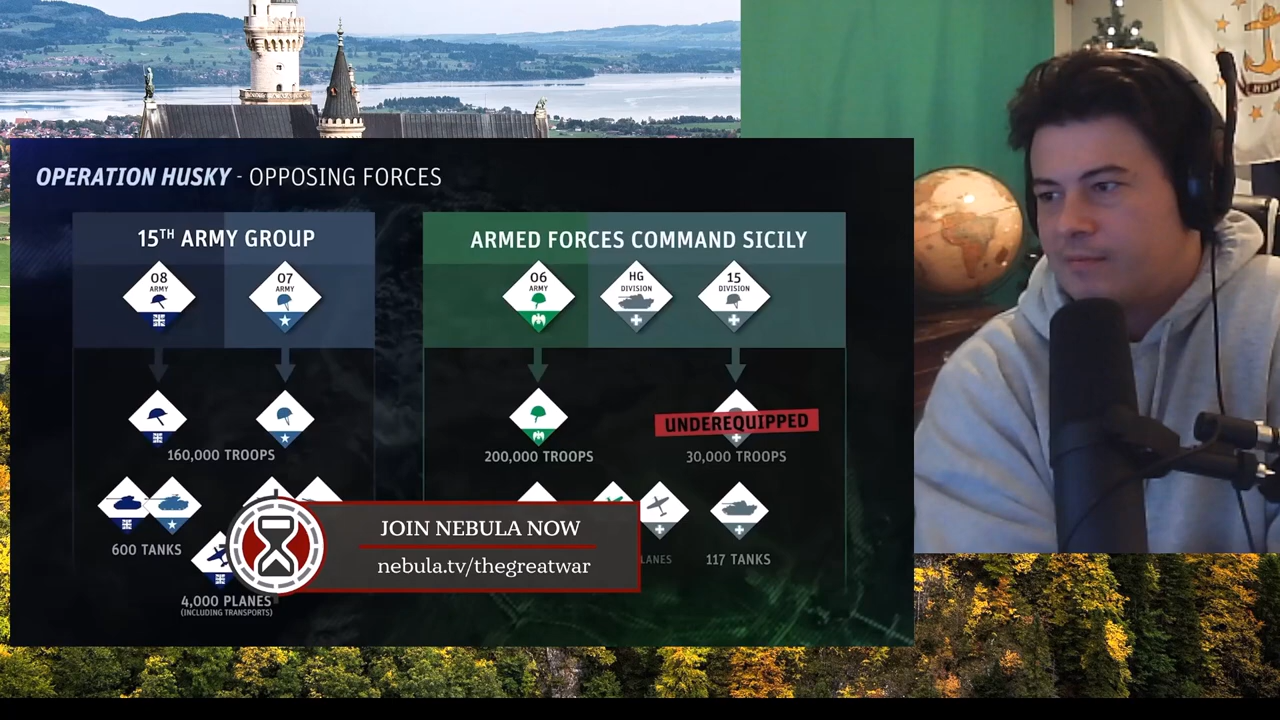 OPERATION HUSKY - OPPOSING FORCES
15TH ARMY GROUP
ARMED FORCES COMMAND SICILY
08
ARMY
07
ARMY
06
ARMY
HG
DIVISION
15
DIVISION
UNDEREQUIPPED
160,000 TROOPS
200,000 TROOPS
30,000 TROOPS
600 TANKS
LANES
117 TANKS
JOIN NEBULA NOW
nebula.tv/thegreatwar
4,000 PLANES
(INCLUDING TRANSPORTS)